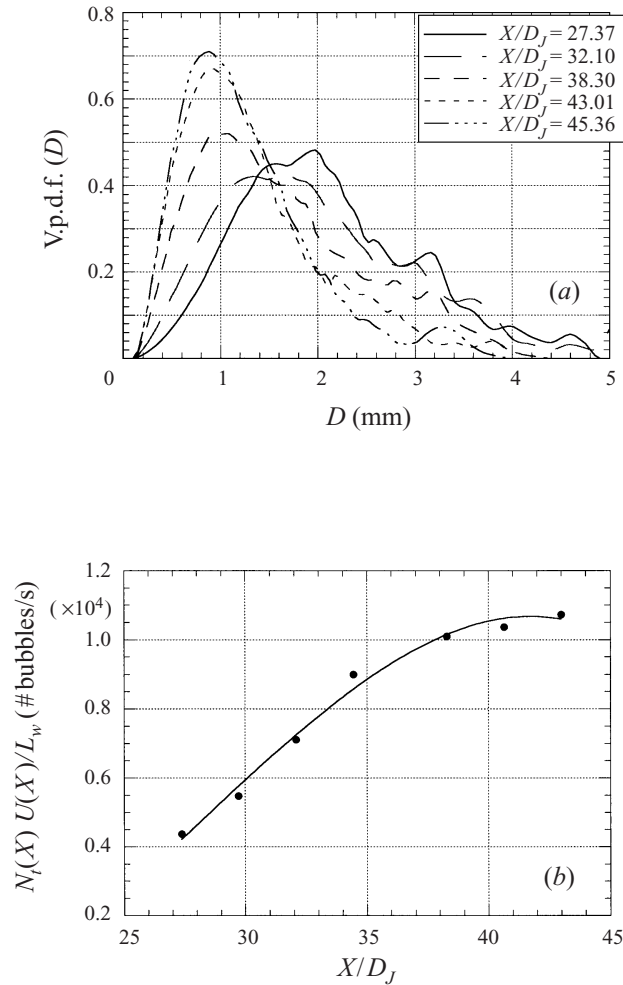 0.8
X/D_J = 27.37
X/D_J = 32.10
X/D_J = 38.30
X/D_J = 43.01
X/D_J = 45.36
0.6
V.p.d.f. (D)
0.4
0.2
(a)
0 1 2 3 4 5
D (mm)
1.2
(×10⁴)
1.0
N_t(X) U(X)/L_w (#bubbles/s)
0.8
0.6
0.4
(b)
0.2
25 30 35 40 45
X/D_J